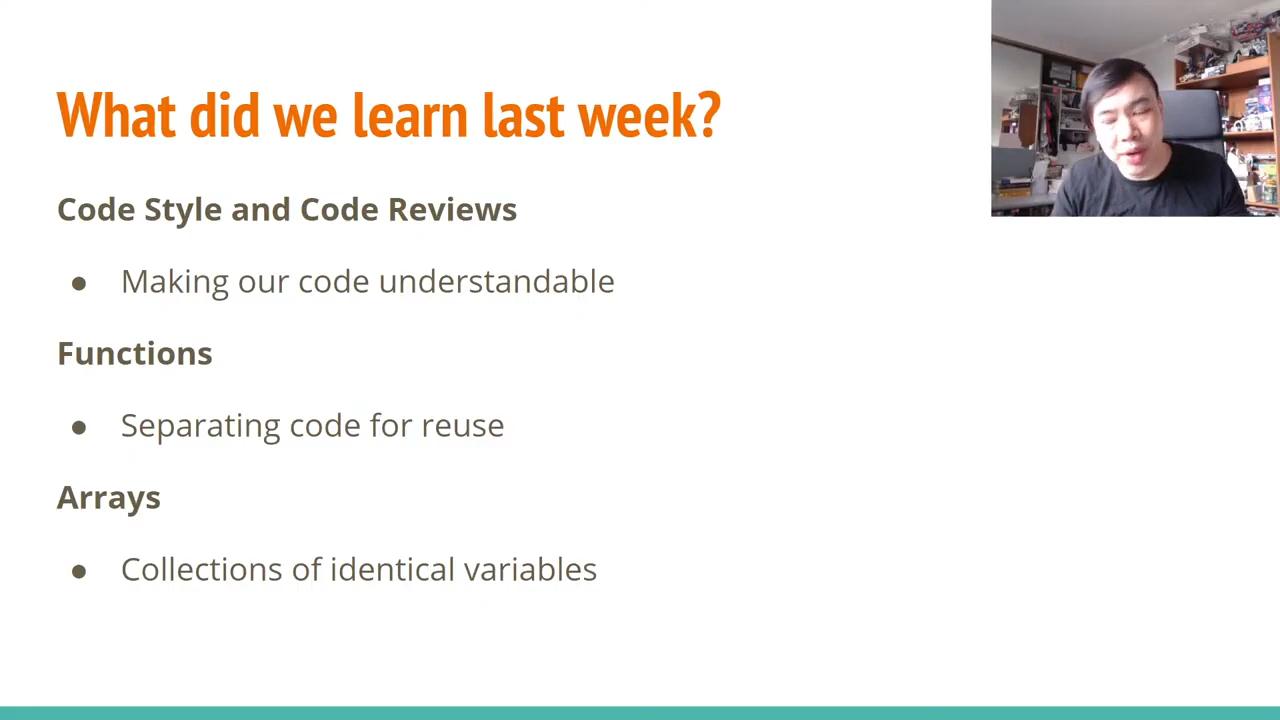 What did we learn last week?
Code Style and Code Reviews
● Making our code understandable
Functions
● Separating code for reuse
Arrays
● Collections of identical variables